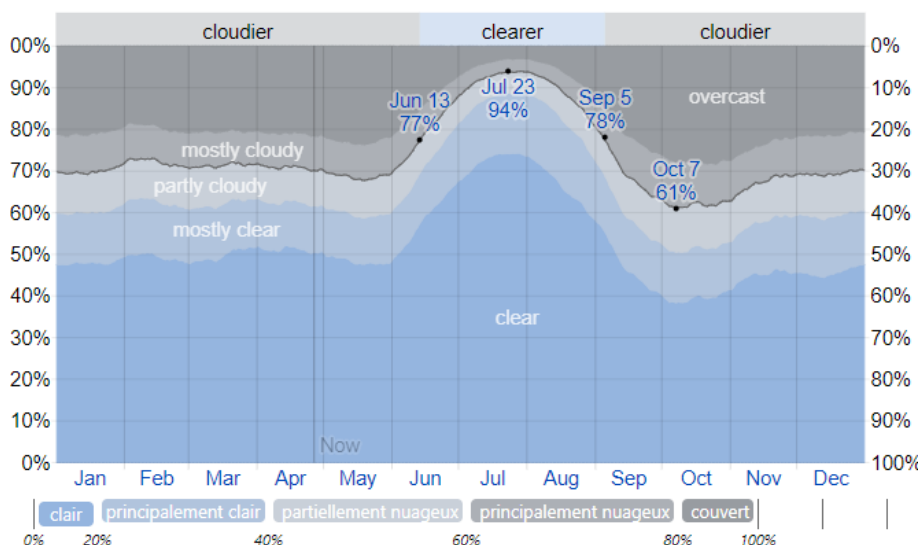 cloudier clearer cloudier
00% 0%
90% 10%
80% 20%
70% 30%
60% 40%
50% 50%
40% 60%
30% 70%
20% 80%
10% 90%
0% 100%
Jun 13
77%
Jul 23
94%
Sep 5
78%
Oct 7
61%
overcast
mostly cloudy
partly cloudy
mostly clear
clear
Now
Jan Feb Mar Apr May Jun Jul Aug Sep Oct Nov Dec
clair principalement clair partiellement nuageux principalement nuageux couvert
0% 20% 40% 60% 80% 100%